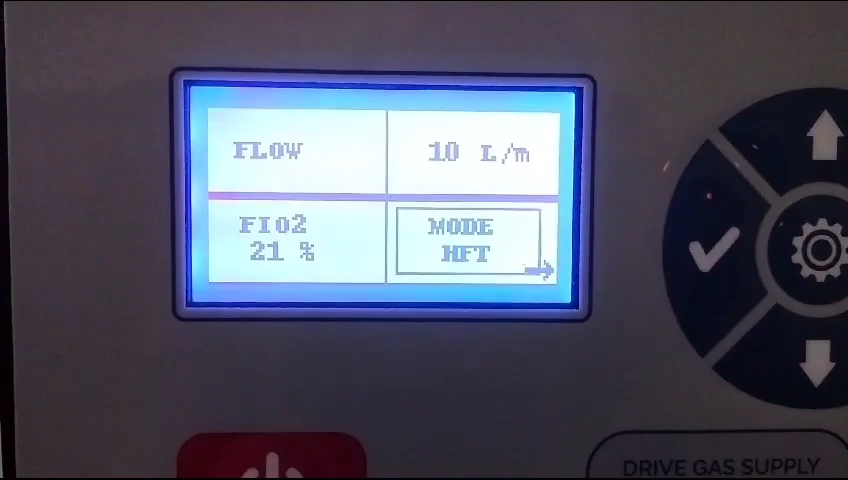 FLOW
10 L/m
FIO2
21 %
MODE
HFT
DRIVE GAS SUPPLY